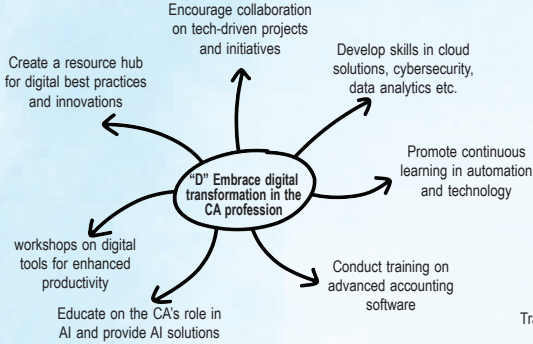 Encourage collaboration
on tech-driven projects
and initiatives
Create a resource hub
for digital best practices
and innovations
Develop skills in cloud
solutions, cybersecurity,
data analytics etc.
"D" Embrace digital
transformation in the
CA profession
Promote continuous
learning in automation
and technology
workshops on digital
tools for enhanced
productivity
Conduct training on
advanced accounting
software
Educate on the CA's role in
AI and provide AI solutions